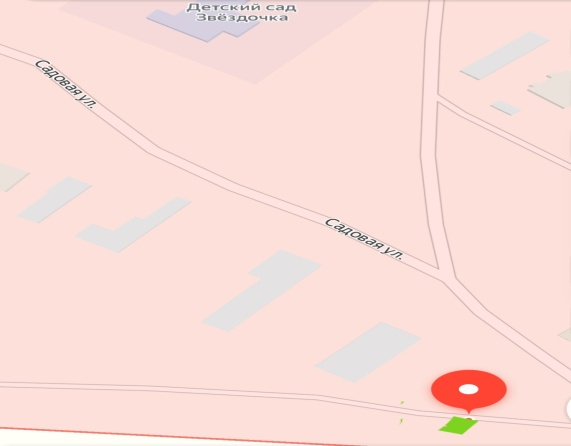 Детский сад
Звёздочка
Садовая ул.
Садовая ул.